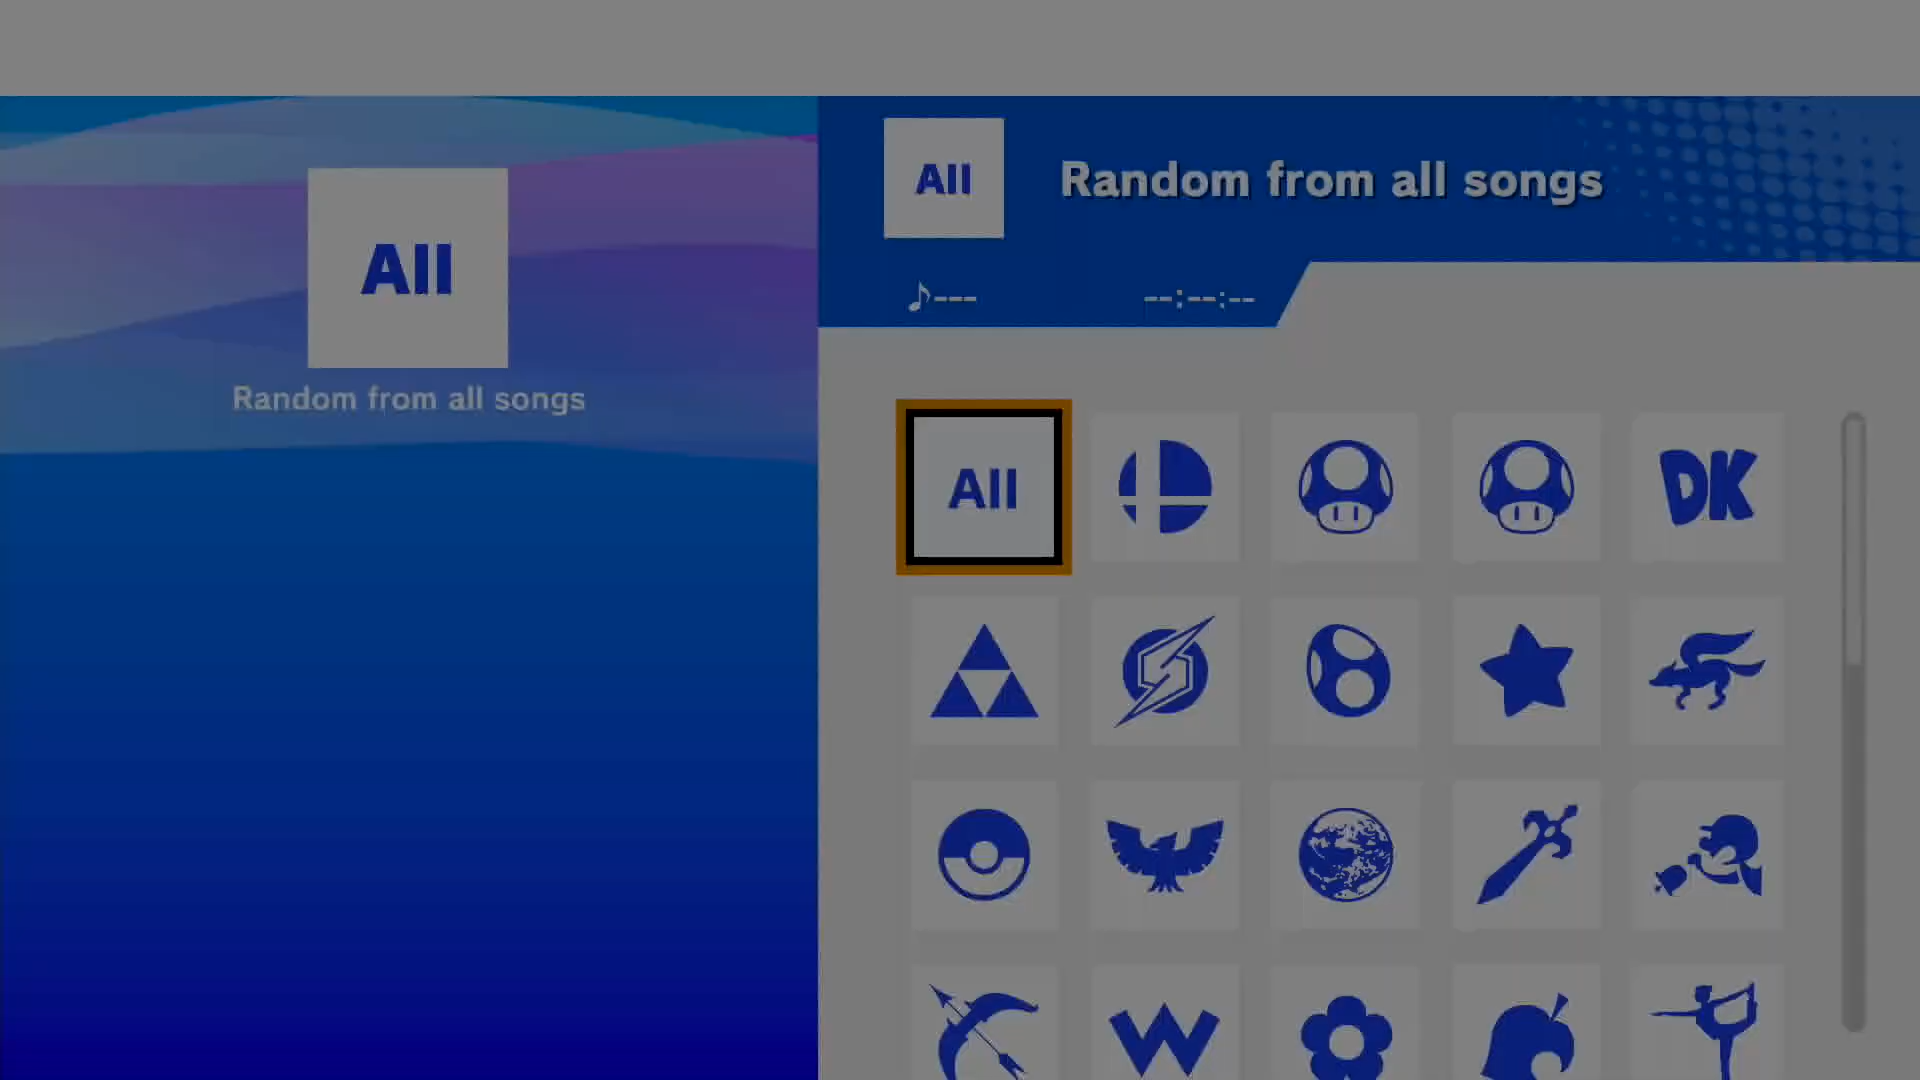 All
Random from all songs
♪---
--:--:--
All
Random from all songs
All
DK
W